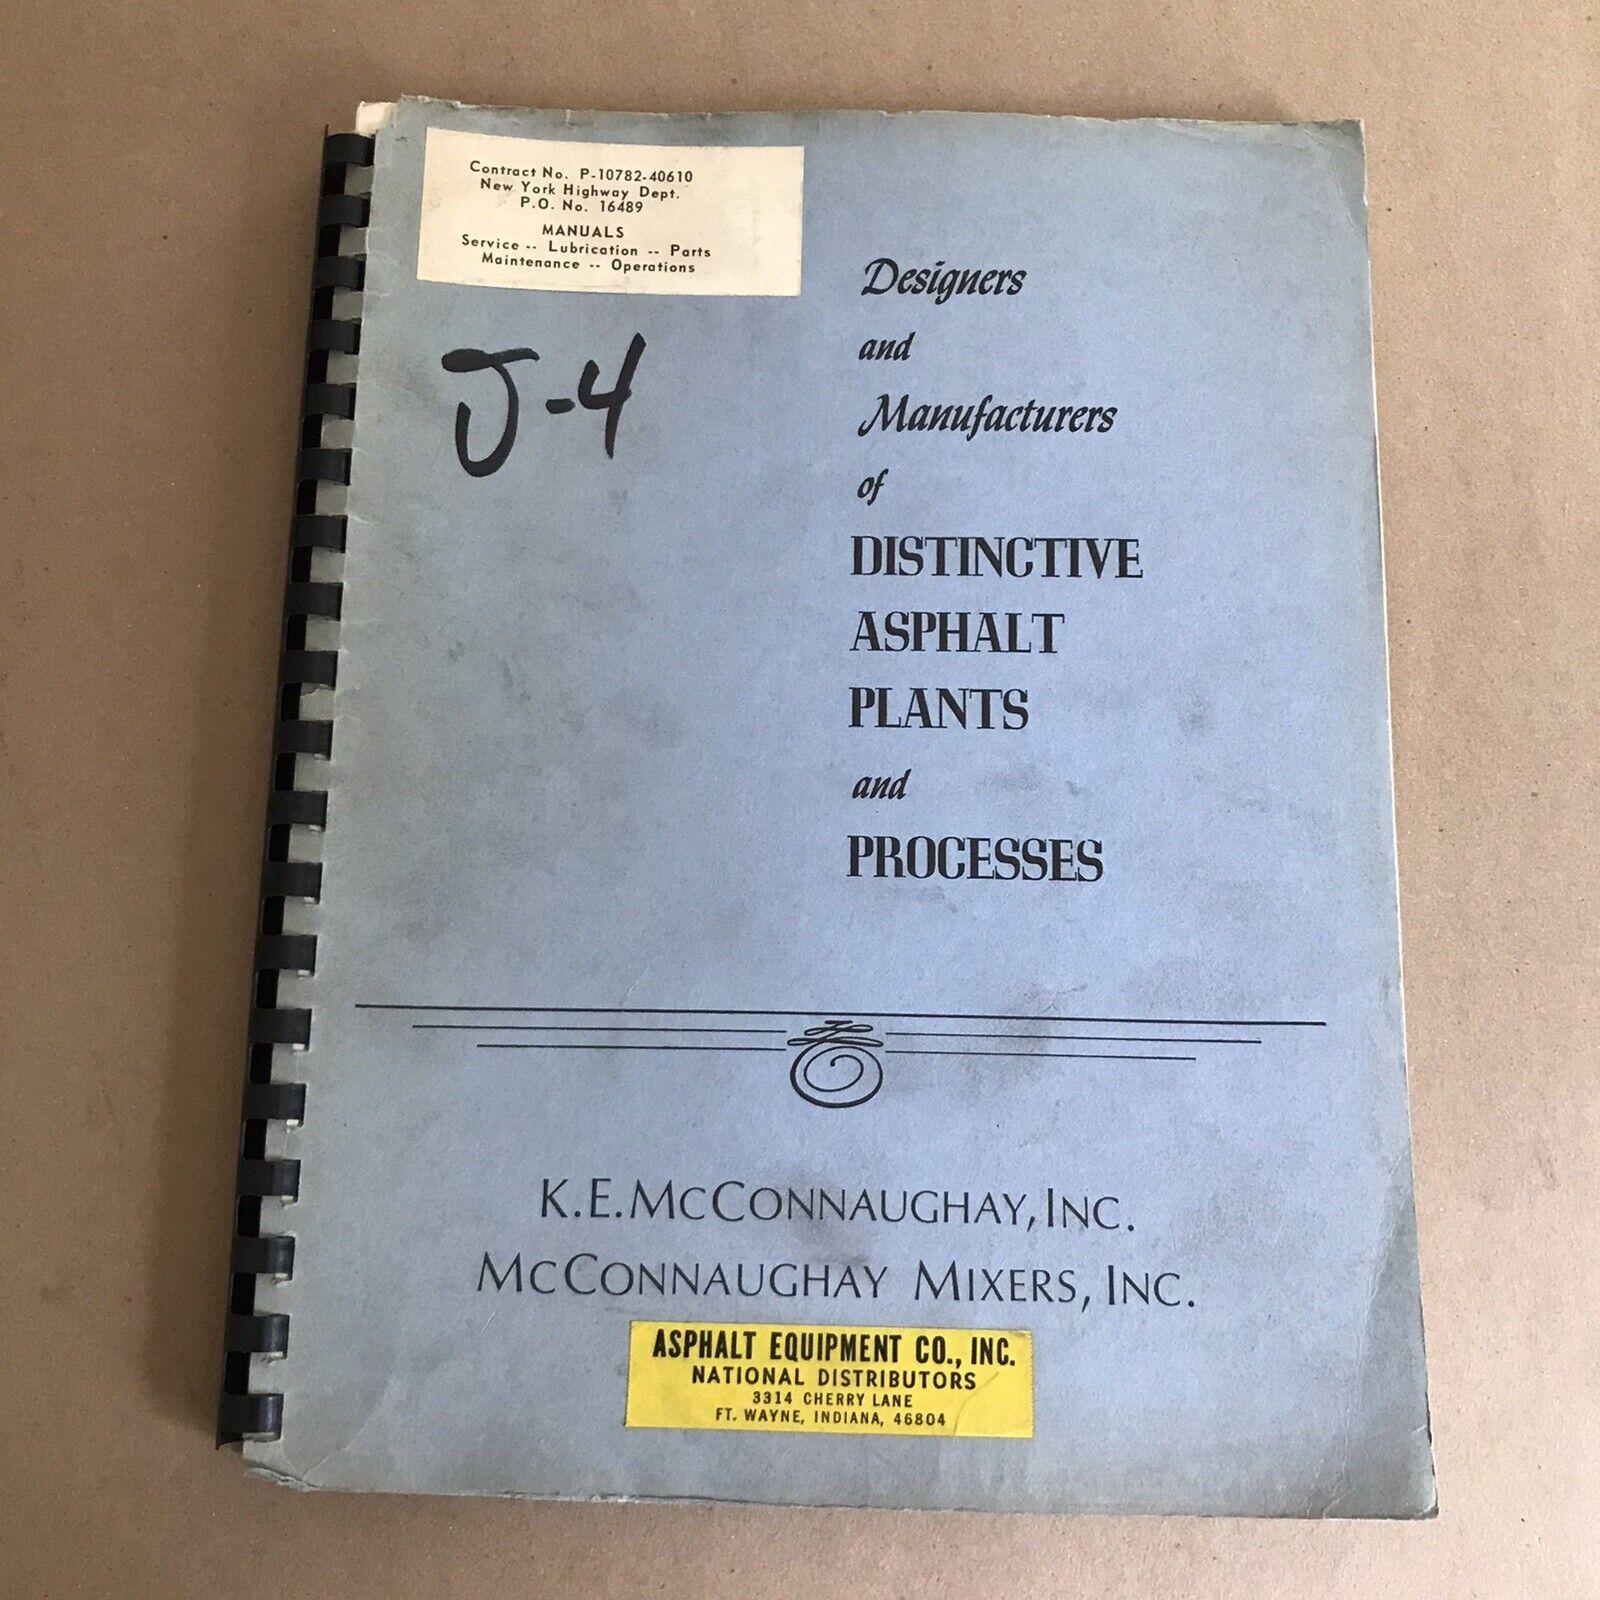 Contract No. P-10782-40610
New York Highway Dept.
P.O. No. 16489
MANUALS
Service -- Lubrication -- Parts
Maintenance -- Operations
J-4
Designers
and
Manufacturers
of
DISTINCTIVE
ASPHALT
PLANTS
and
PROCESSES
K.E. MCCONNAUGHAY, INC.
MCCONNAUGHAY MIXERS, INC.
ASPHALT EQUIPMENT CO., INC.
NATIONAL DISTRIBUTORS
3314 CHERRY LANE
FT. WAYNE, INDIANA, 46804